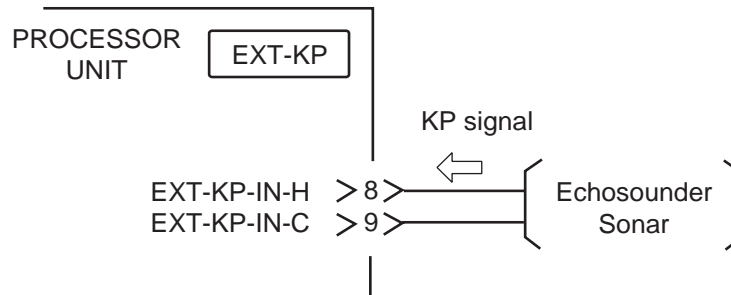 PROCESSOR
UNIT
EXT-KP
KP signal
EXT-KP-IN-H 8
EXT-KP-IN-C 9
Echosounder
Sonar